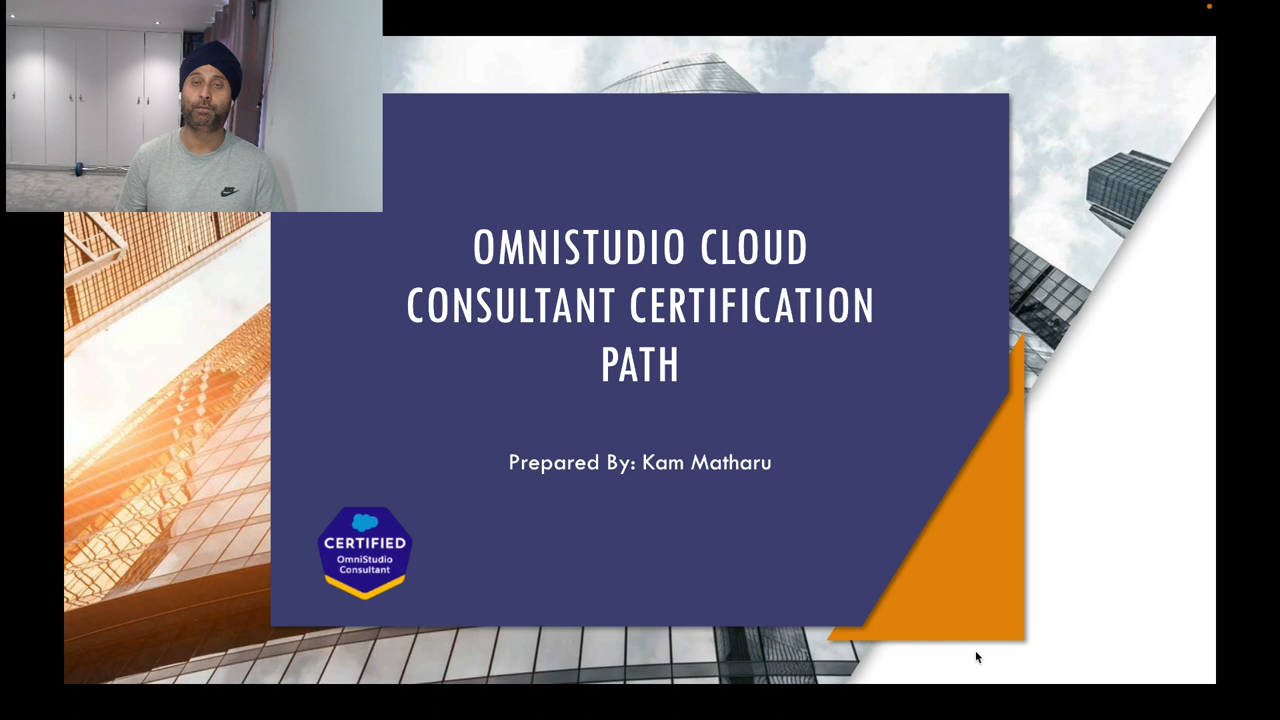 OMNISTUDIO CLOUD
CONSULTANT CERTIFICATION
PATH
Prepared By: Kam Matharu
CERTIFIED
OmniStudio
Consultant